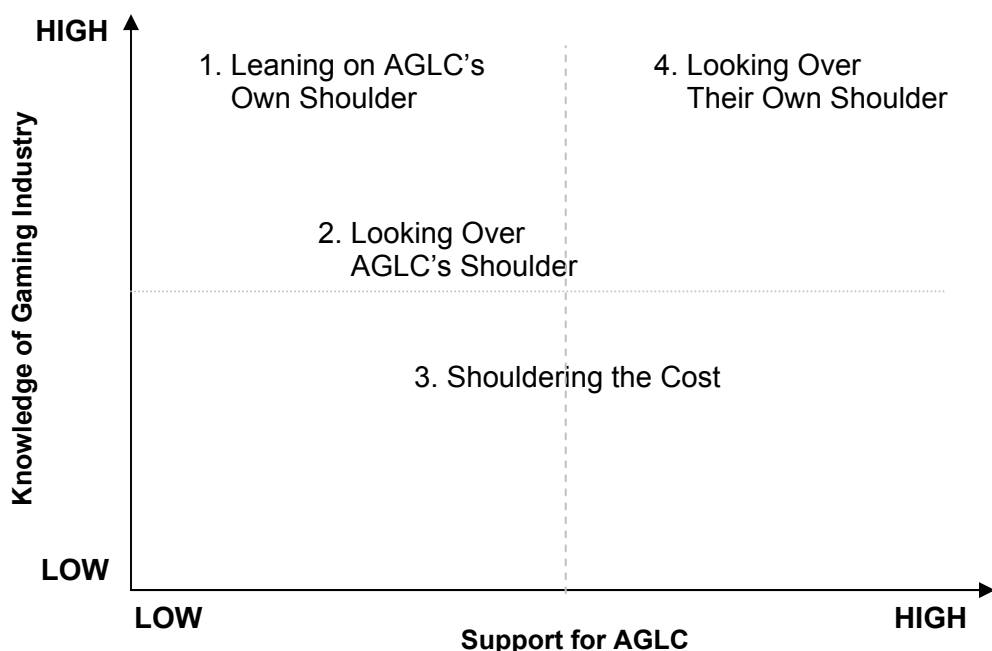 HIGH
1. Leaning on AGLC’s
Own Shoulder
4. Looking Over
Their Own Shoulder
Knowledge of Gaming Industry
2. Looking Over
AGLC’s Shoulder
3. Shouldering the Cost
LOW
LOW
HIGH
Support for AGLC